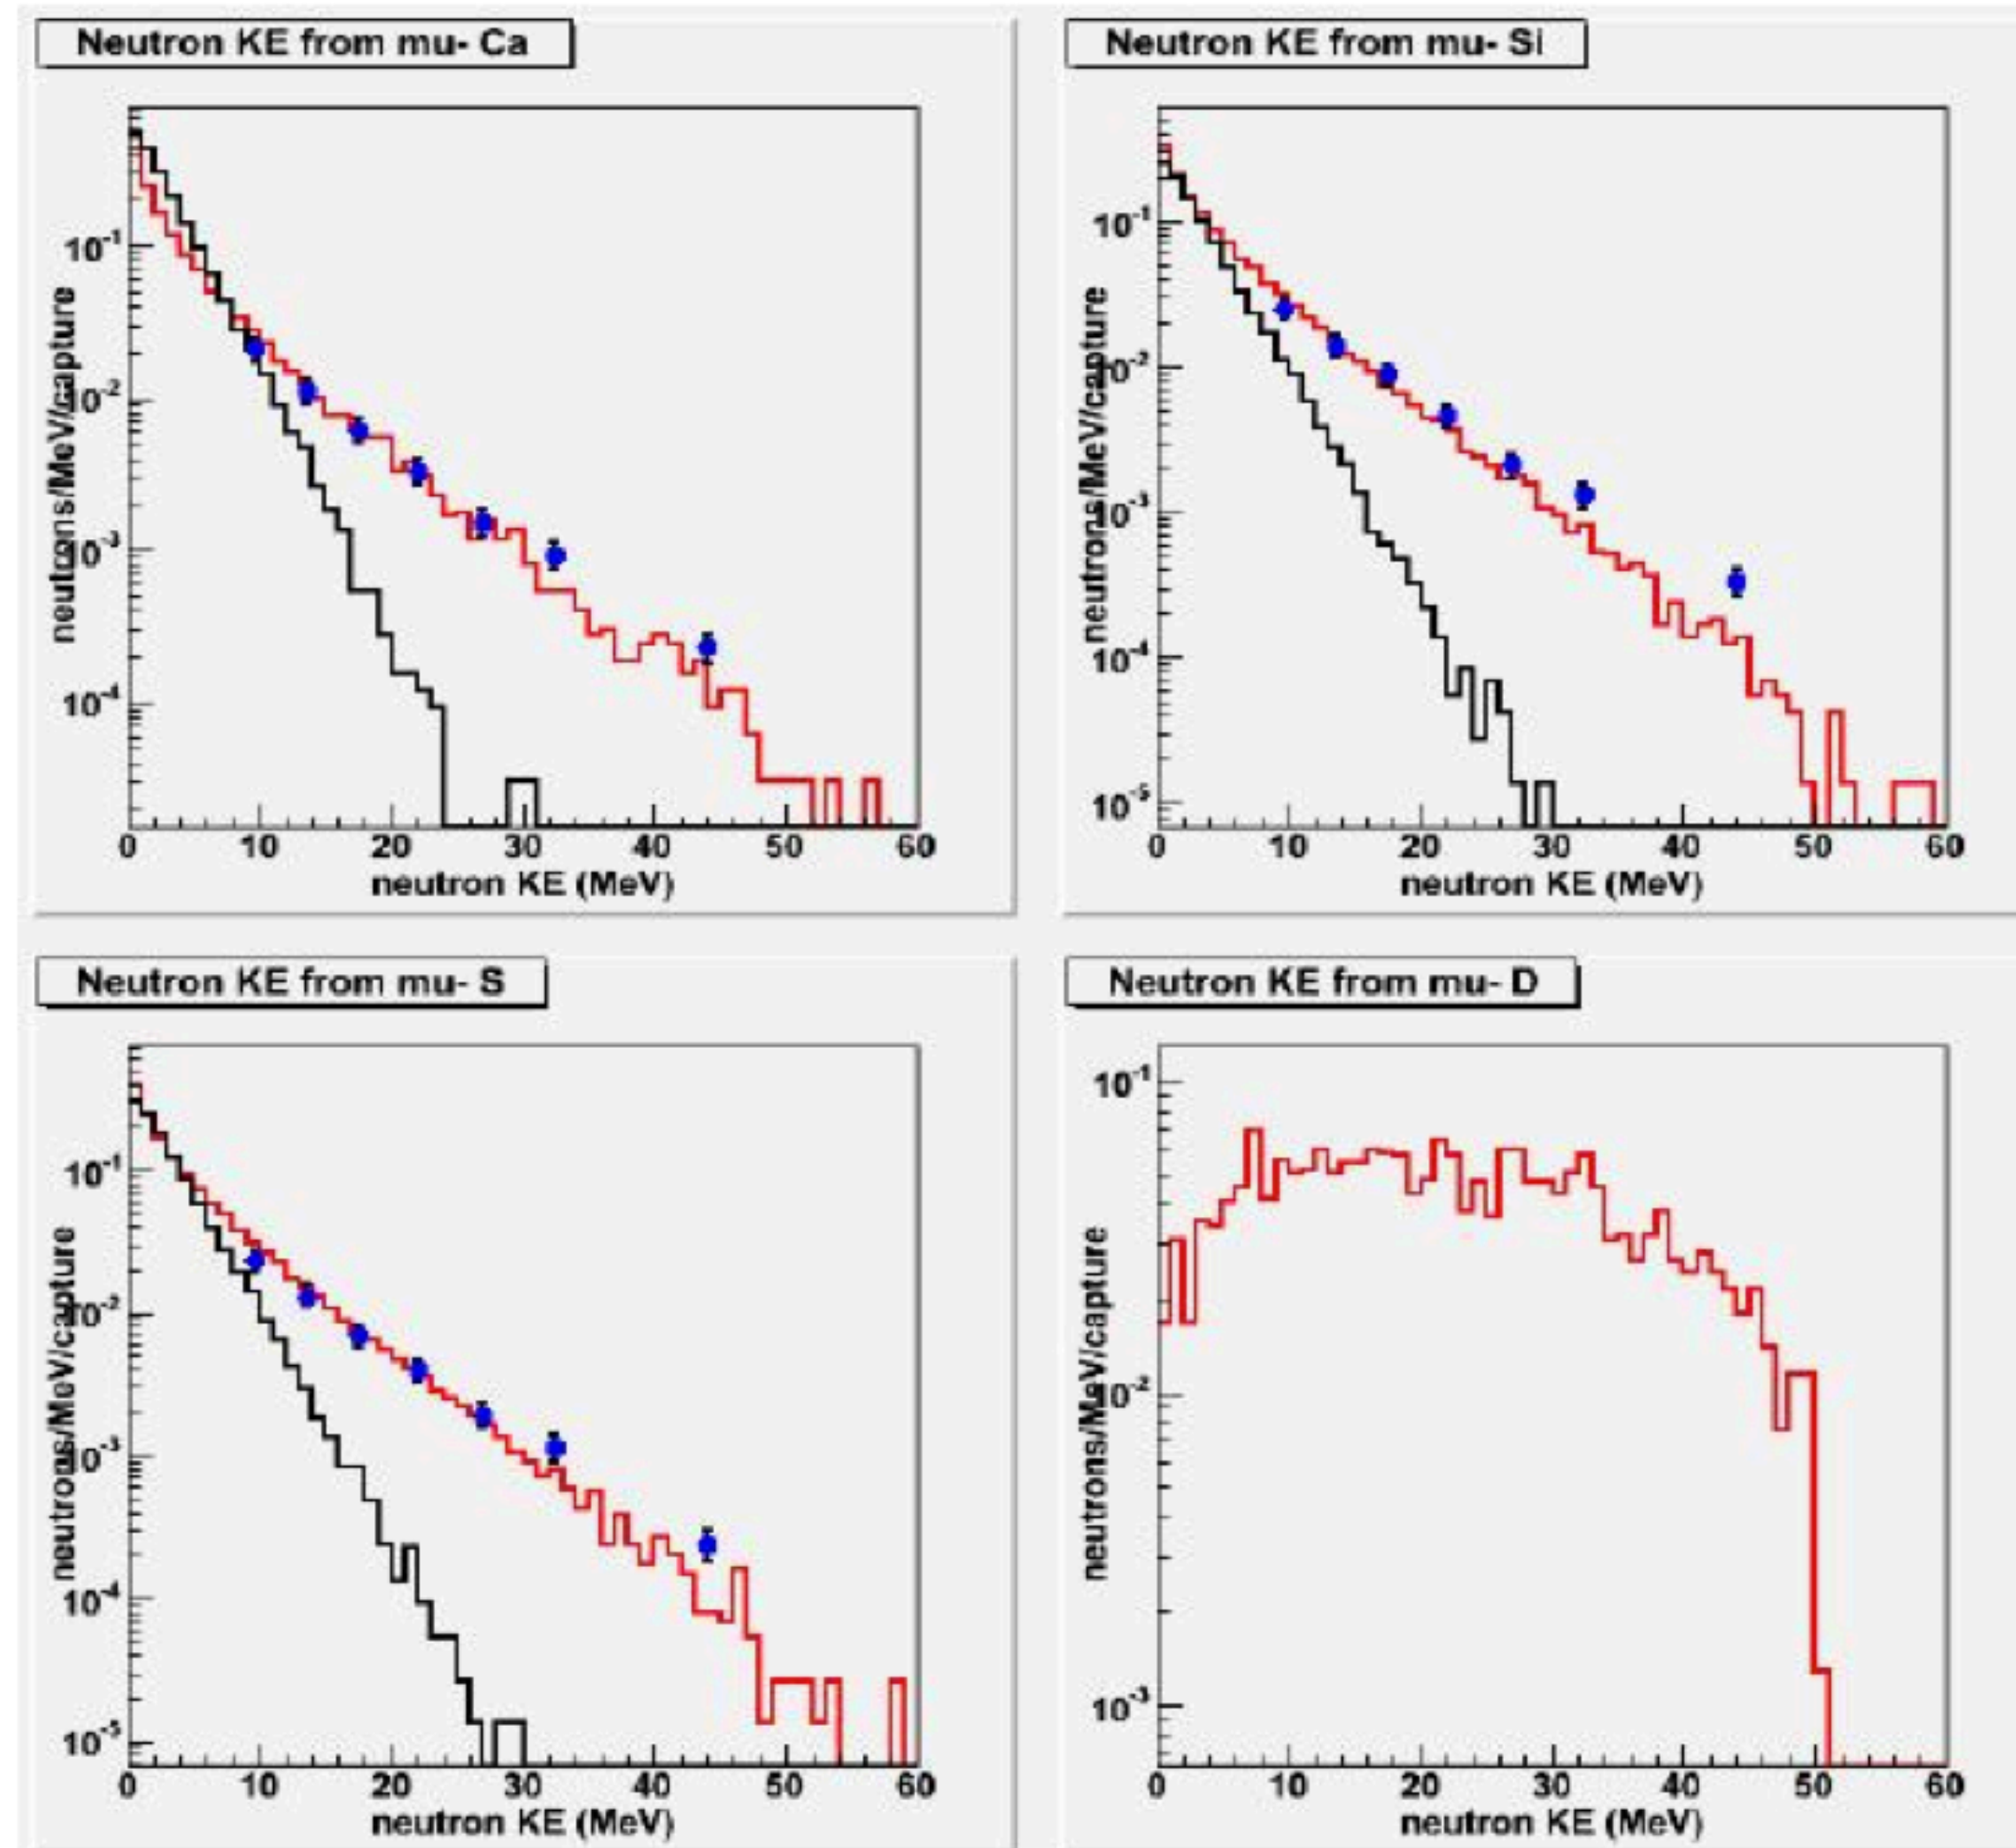 Neutron KE from mu- Ca
neutrons/MeV/capture
10⁻¹
10⁻²
10⁻³
10⁻⁴
0 10 20 30 40 50 60
neutron KE (MeV)
Neutron KE from mu- Si
neutrons/MeV/capture
10⁻¹
10⁻²
10⁻³
10⁻⁴
10⁻⁵
0 10 20 30 40 50 60
neutron KE (MeV)
Neutron KE from mu- S
neutrons/MeV/capture
10⁻¹
10⁻²
10⁻³
10⁻⁴
10⁻⁵
0 10 20 30 40 50 60
neutron KE (MeV)
Neutron KE from mu- D
neutrons/MeV/capture
10⁻¹
10⁻²
10⁻³
0 10 20 30 40 50 60
neutron KE (MeV)